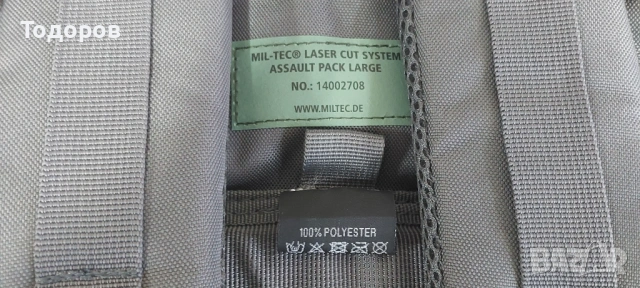 Тодоров
MIL-TEC® LASER CUT SYSTEM
ASSAULT PACK LARGE
NO.: 14002708
WWW.MILTEC.DE
100% POLYESTER